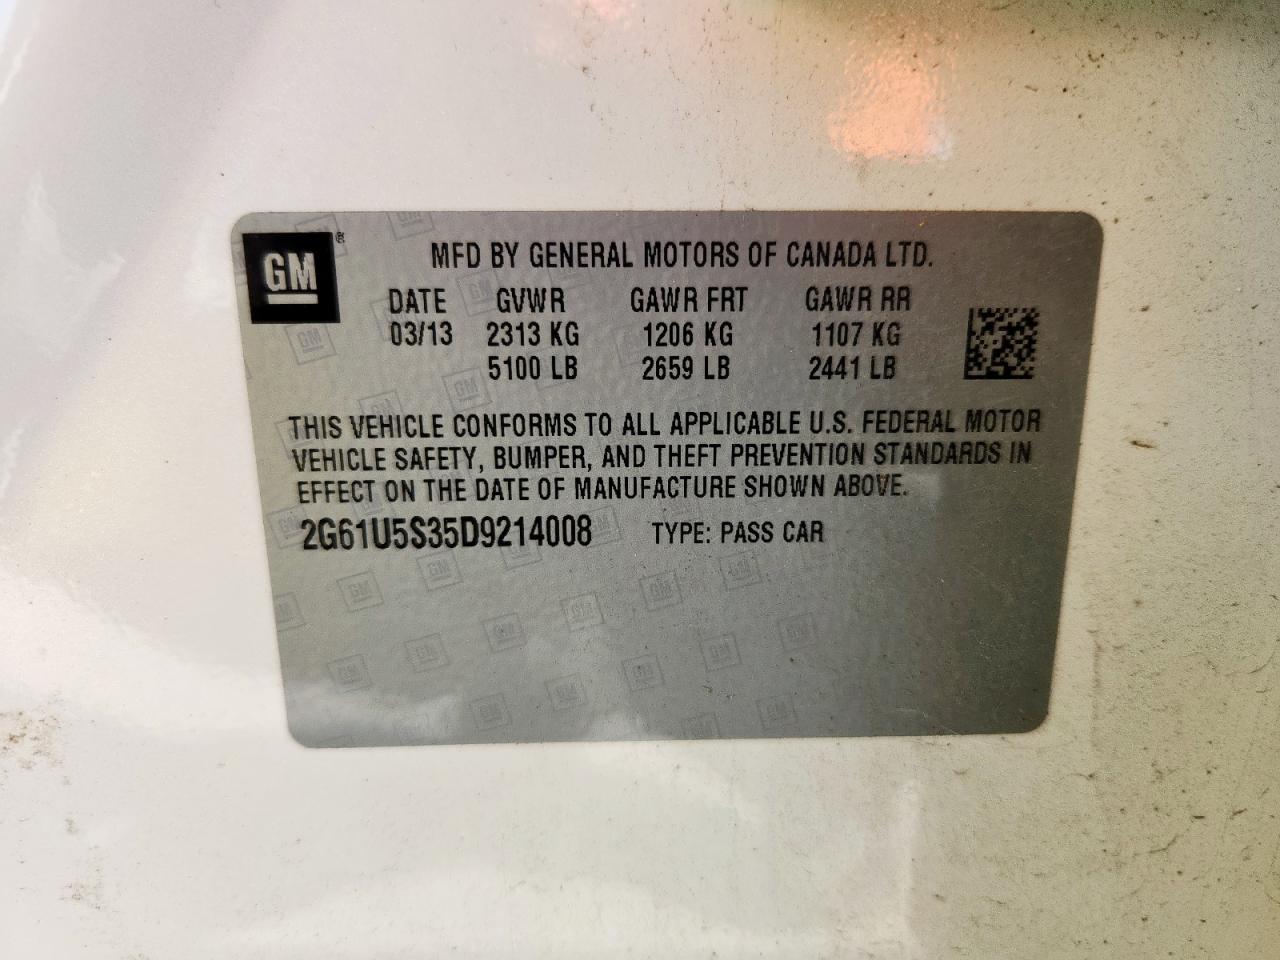 GM ®
MFD BY GENERAL MOTORS OF CANADA LTD.
DATE GVWR GAWR FRT GAWR RR
03/13 2313 KG 1206 KG 1107 KG
5100 LB 2659 LB 2441 LB
THIS VEHICLE CONFORMS TO ALL APPLICABLE U.S. FEDERAL MOTOR
VEHICLE SAFETY, BUMPER, AND THEFT PREVENTION STANDARDS IN
EFFECT ON THE DATE OF MANUFACTURE SHOWN ABOVE.
2G61U5S35D9214008 TYPE: PASS CAR